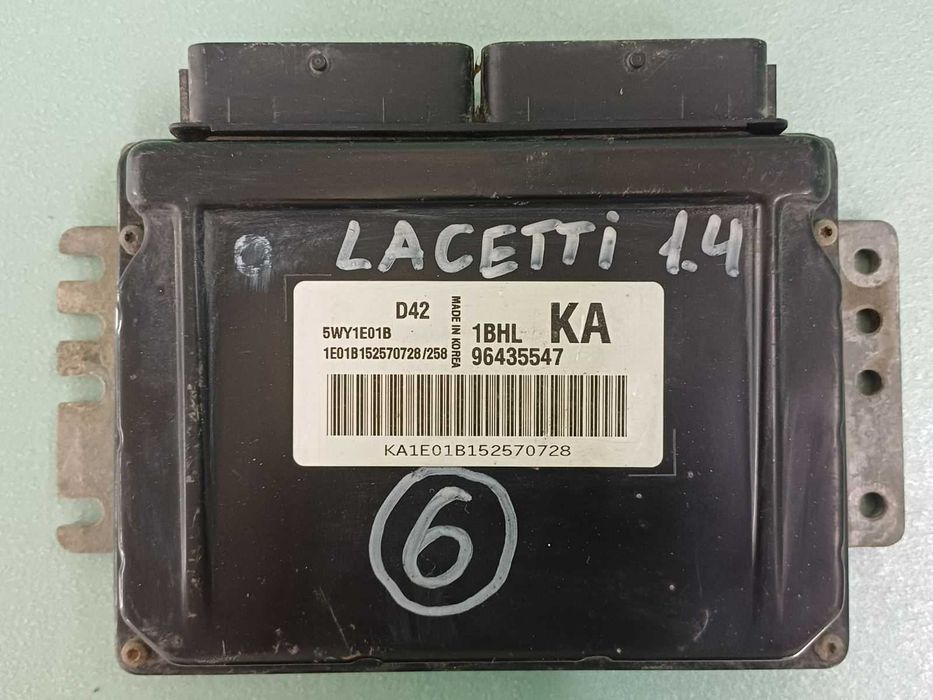 LACETTi 1.4
D42
5WY1E01B
1E01B152570728/258
MADE IN KOREA
1BHL KA
96435547
KA1E01B152570728
6